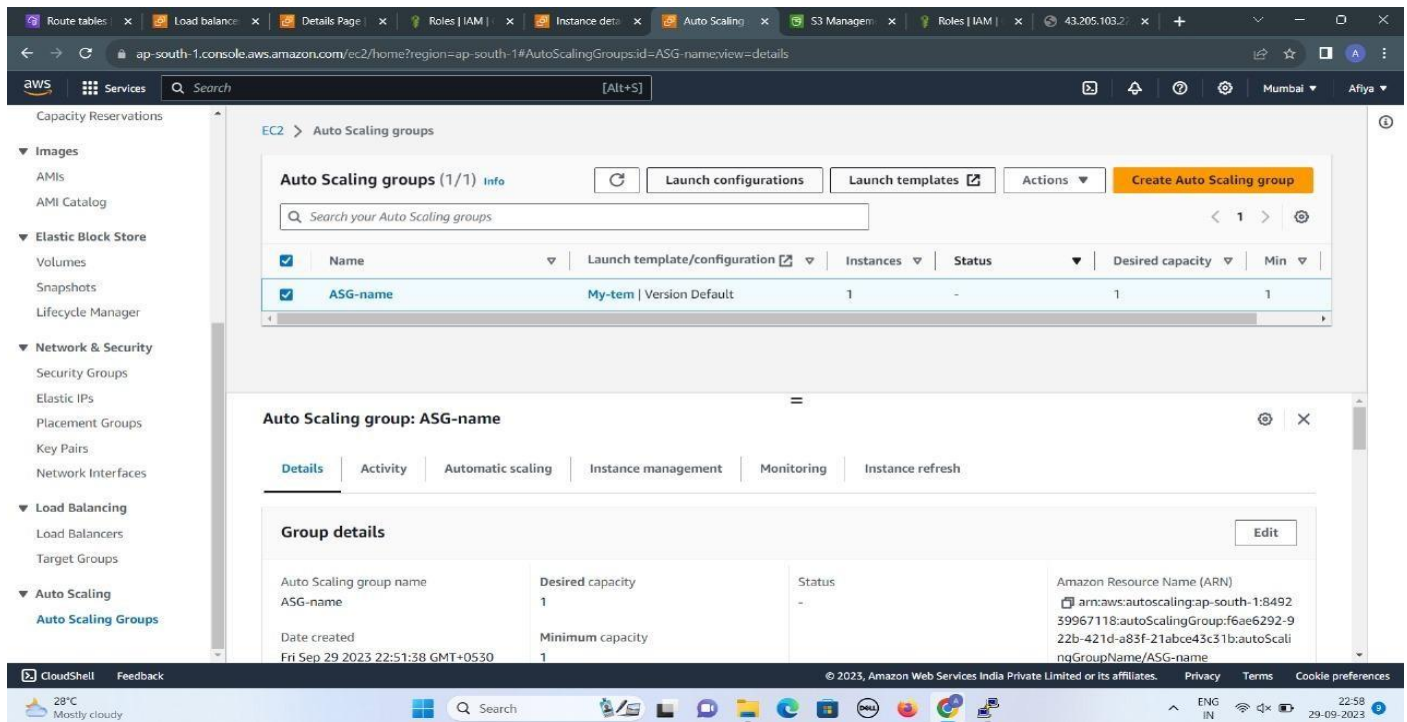 Route tables
Load balance
Details Page
Roles | IAM |
Instance deta
Auto Scaling
S3 Managem
Roles | IAM |
43.205.103.2
ap-south-1.console.aws.amazon.com/ec2/home?region=ap-south-1#AutoScalingGroups:id=ASG-name;view=details
A
aws
Services
Search
[Alt+S]
Mumbai
Afiya
Capacity Reservations
Images
AMIs
AMI Catalog
Elastic Block Store
Volumes
Snapshots
Lifecycle Manager
Network & Security
Security Groups
Elastic IPs
Placement Groups
Key Pairs
Network Interfaces
Load Balancing
Load Balancers
Target Groups
Auto Scaling
Auto Scaling Groups
EC2 > Auto Scaling groups
Auto Scaling groups (1/1) Info
Launch configurations
Launch templates
Actions
Create Auto Scaling group
Search your Auto Scaling groups
1
Name Launch template/configuration Instances Status Desired capacity Min
ASG-name My-tem | Version Default 1 - 1 1
Auto Scaling group: ASG-name
Details Activity Automatic scaling Instance management Monitoring Instance refresh
Group details
Edit
Auto Scaling group name
ASG-name
Date created
Fri Sep 29 2023 22:51:38 GMT+0530
Desired capacity
1
Minimum capacity
1
Status
-
Amazon Resource Name (ARN)
arn:aws:autoscaling:ap-south-1:8492
39967118:autoScalingGroup:f6ae6292-9
22b-421d-a83f-21abce43c31b:autoScali
ngGroupName/ASG-name
CloudShell Feedback
© 2023, Amazon Web Services India Private Limited or its affiliates. Privacy Terms Cookie preferences
28°C
Mostly cloudy
Search
DELL
ENG
IN
22:58
29-09-2023
9